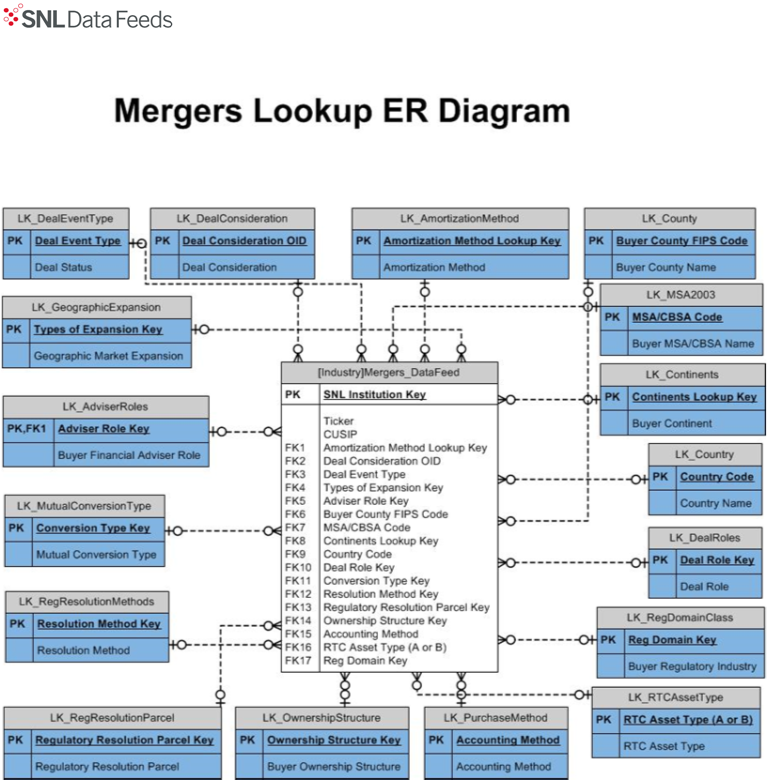 SNL Data Feeds
Mergers Lookup ER Diagram
LK_DealEventType
PK Deal Event Type
Deal Status
LK_DealConsideration
PK Deal Consideration OID
Deal Consideration
LK_AmortizationMethod
PK Amortization Method Lookup Key
Amortization Method
LK_County
PK Buyer County FIPS Code
Buyer County Name
LK_GeographicExpansion
PK Types of Expansion Key
Geographic Market Expansion
LK_MSA2003
PK MSA/CBSA Code
Buyer MSA/CBSA Name
LK_AdviserRoles
PK,FK1 Adviser Role Key
Buyer Financial Adviser Role
[Industry]Mergers_DataFeed
PK SNL Institution Key
Ticker
CUSIP
FK1 Amortization Method Lookup Key
FK2 Deal Consideration OID
FK3 Deal Event Type
FK4 Types of Expansion Key
FK5 Adviser Role Key
FK6 Buyer County FIPS Code
FK7 MSA/CBSA Code
FK8 Continents Lookup Key
FK9 Country Code
FK10 Deal Role Key
FK11 Conversion Type Key
FK12 Resolution Method Key
FK13 Regulatory Resolution Parcel Key
FK14 Ownership Structure Key
FK15 Accounting Method
FK16 RTC Asset Type (A or B)
FK17 Reg Domain Key
LK_Continents
PK Continents Lookup Key
Buyer Continent
LK_Country
PK Country Code
Country Name
LK_MutualConversionType
PK Conversion Type Key
Mutual Conversion Type
LK_DealRoles
PK Deal Role Key
Deal Role
LK_RegResolutionMethods
PK Resolution Method Key
Resolution Method
LK_RegDomainClass
PK Reg Domain Key
Buyer Regulatory Industry
LK_RegResolutionParcel
PK Regulatory Resolution Parcel Key
Regulatory Resolution Parcel
LK_OwnershipStructure
PK Ownership Structure Key
Buyer Ownership Structure
LK_PurchaseMethod
PK Accounting Method
Accounting Method
LK_RTCAssetType
PK RTC Asset Type (A or B)
RTC Asset Type